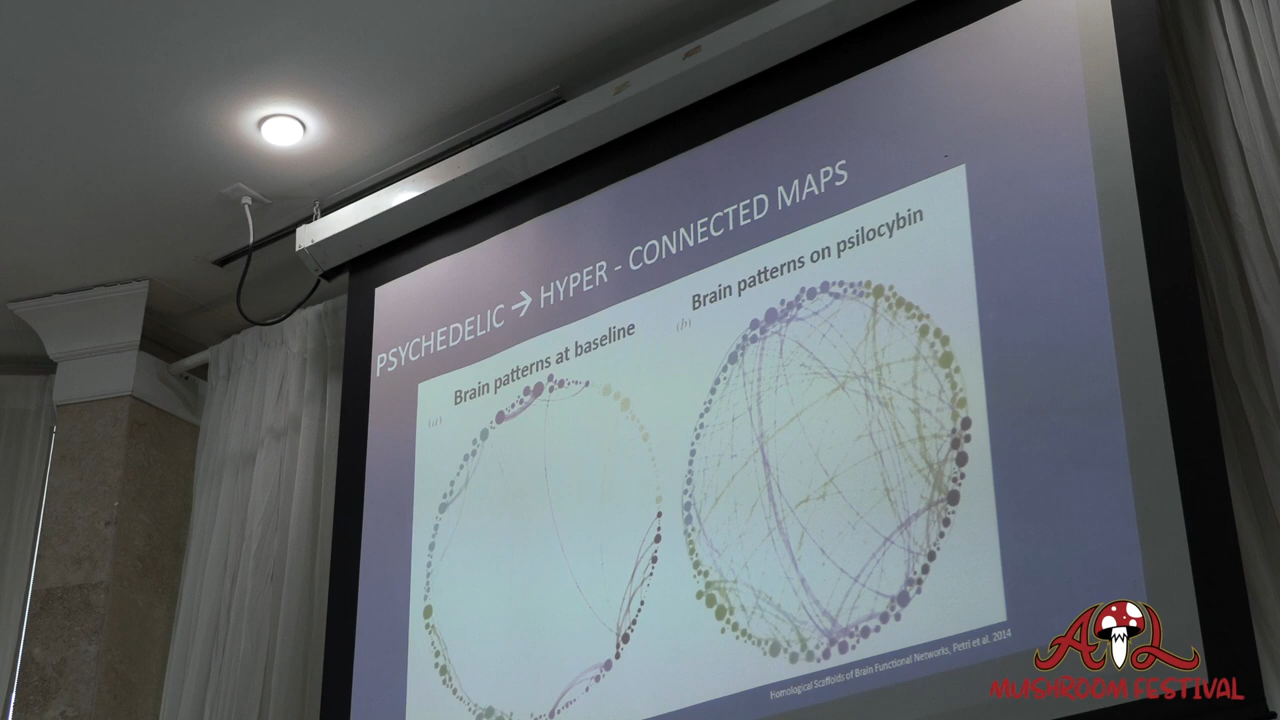 PSYCHEDELIC → HYPER - CONNECTED MAPS
Brain patterns at baseline
Brain patterns on psilocybin
(a)
(b)
Homological Scaffolds of Brain Functional Networks, Petri et al. 2014
AQ
MUSHROOM FESTIVAL